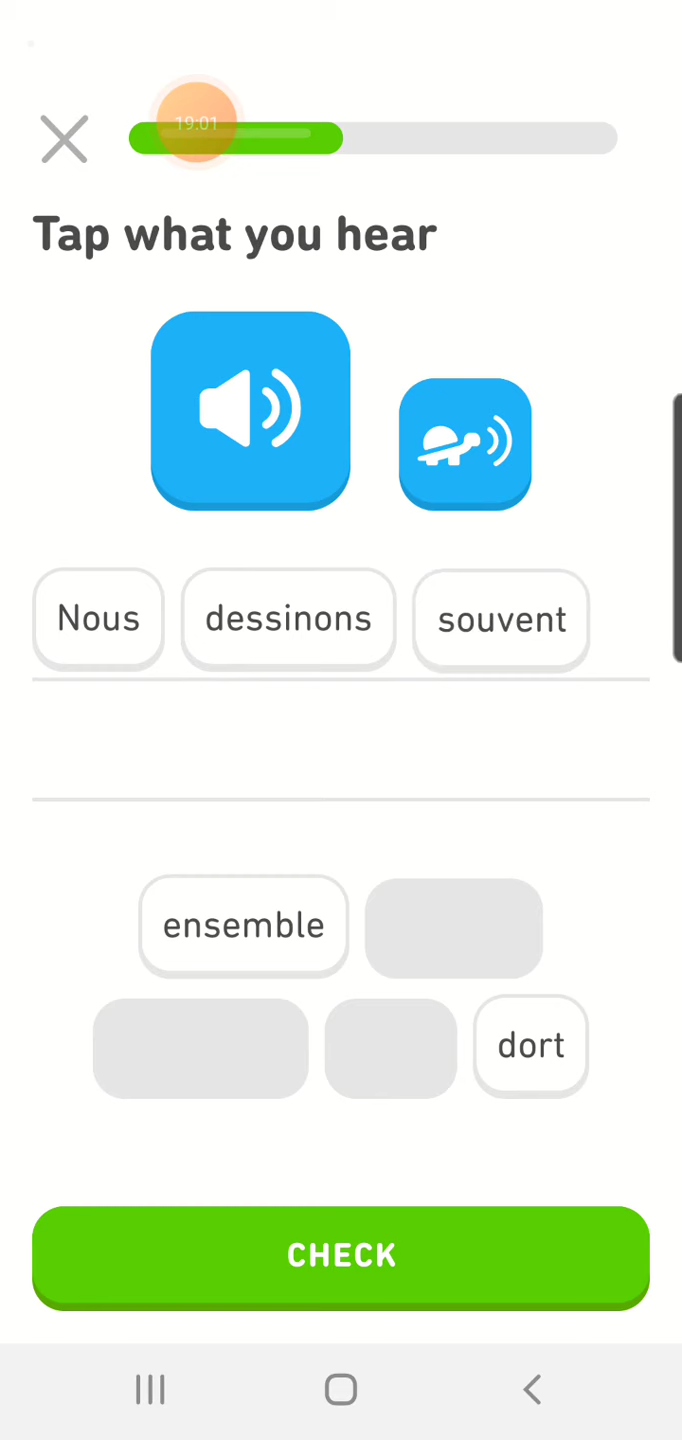 19:01
Tap what you hear
Nous dessinons souvent
ensemble
dort
CHECK